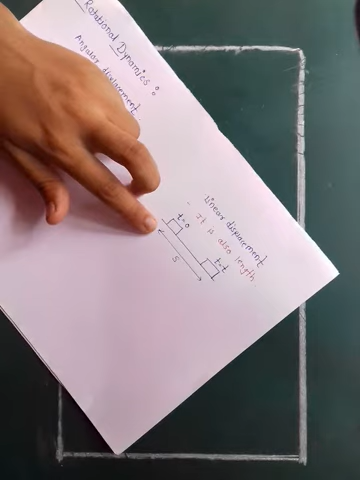 Rotational Dynamics :
Angular displacement
Linear displacement
It is also length
t=0
t=t
S